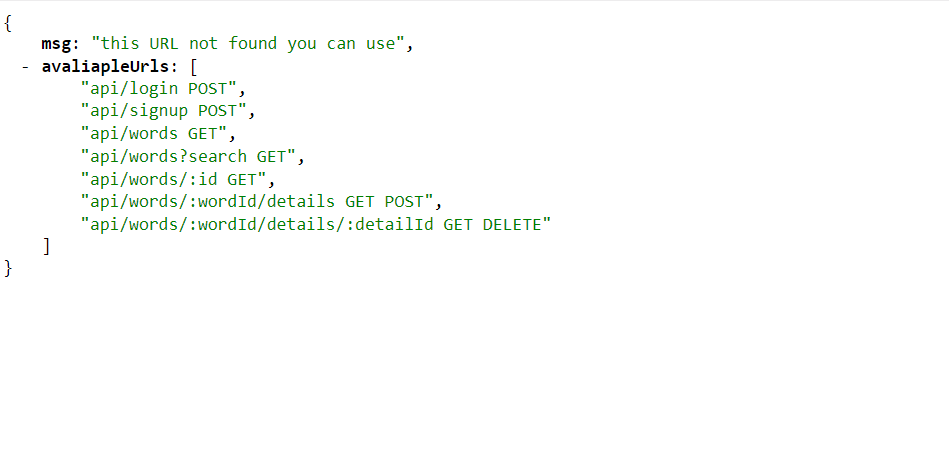 {
msg: "this URL not found you can use",
- avaliapleUrls: [
"api/login POST",
"api/signup POST",
"api/words GET",
"api/words?search GET",
"api/words/:id GET",
"api/words/:wordId/details GET POST",
"api/words/:wordId/details/:detailId GET DELETE"
]
}